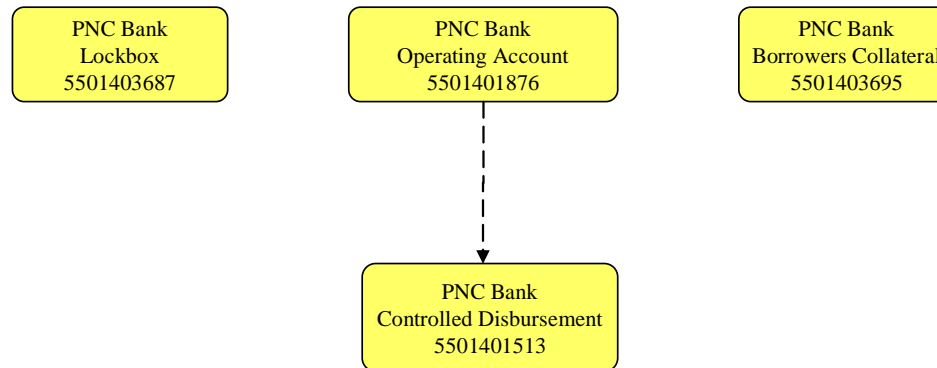 PNC Bank
Lockbox
5501403687
PNC Bank
Operating Account
5501401876
PNC Bank
Borrowers Collateral
5501403695
PNC Bank
Controlled Disbursement
5501401513